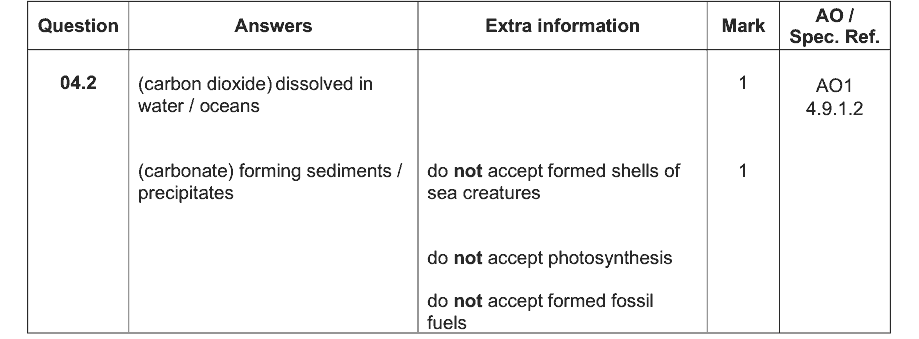 Question Answers Extra information Mark AO /
Spec. Ref.
04.2 (carbon dioxide) dissolved in 1 AO1
water / oceans 4.9.1.2
(carbonate) forming sediments / do not accept formed shells of 1
precipitates sea creatures
do not accept photosynthesis
do not accept formed fossil
fuels